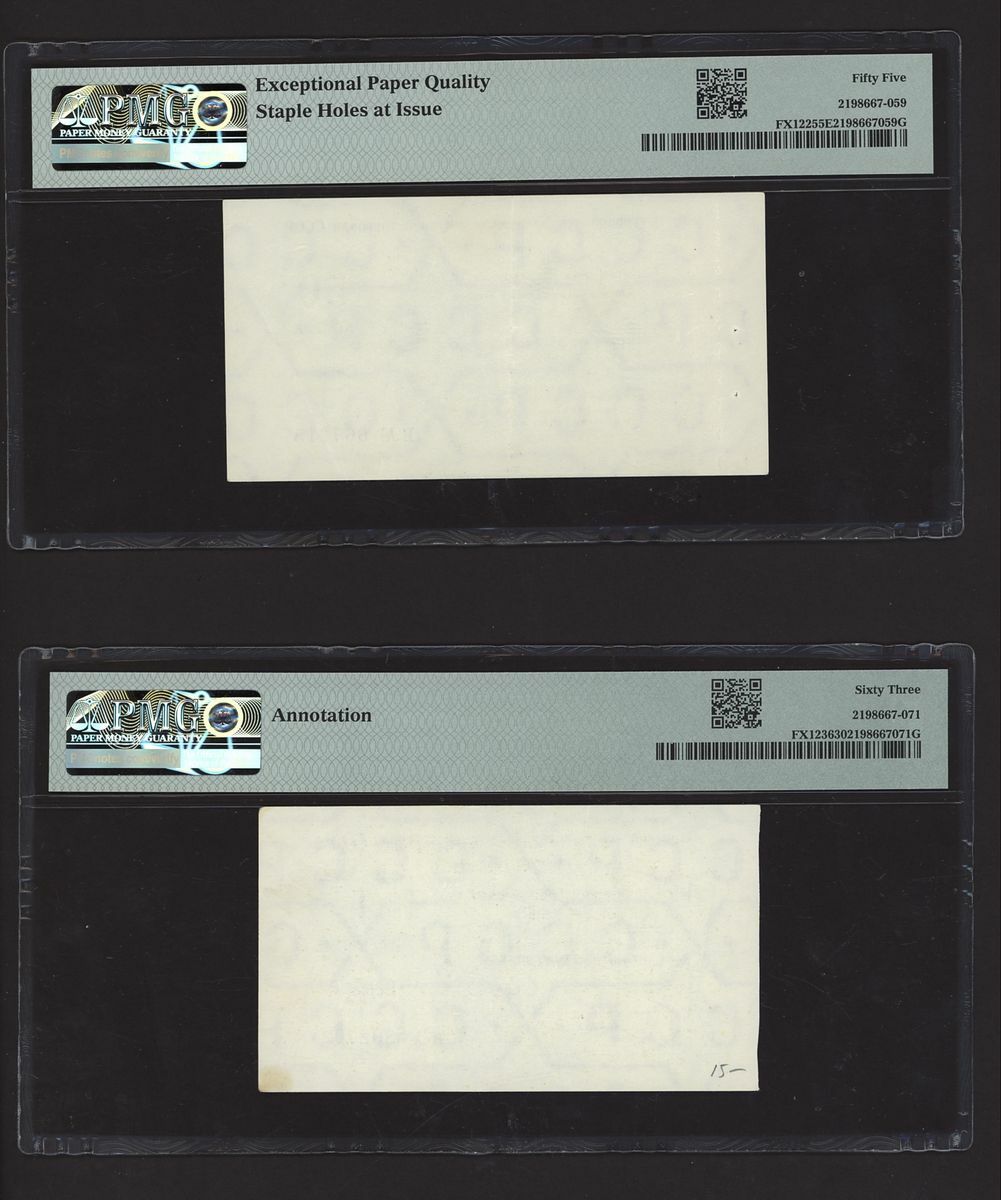 PMG
PAPER MONEY GUARANTY
Exceptional Paper Quality
Staple Holes at Issue
Fifty Five
2198667-059
FX12255E2198667059G
PMG
PAPER MONEY GUARANTY
Annotation
Sixty Three
2198667-071
FX1236302198667071G
15-